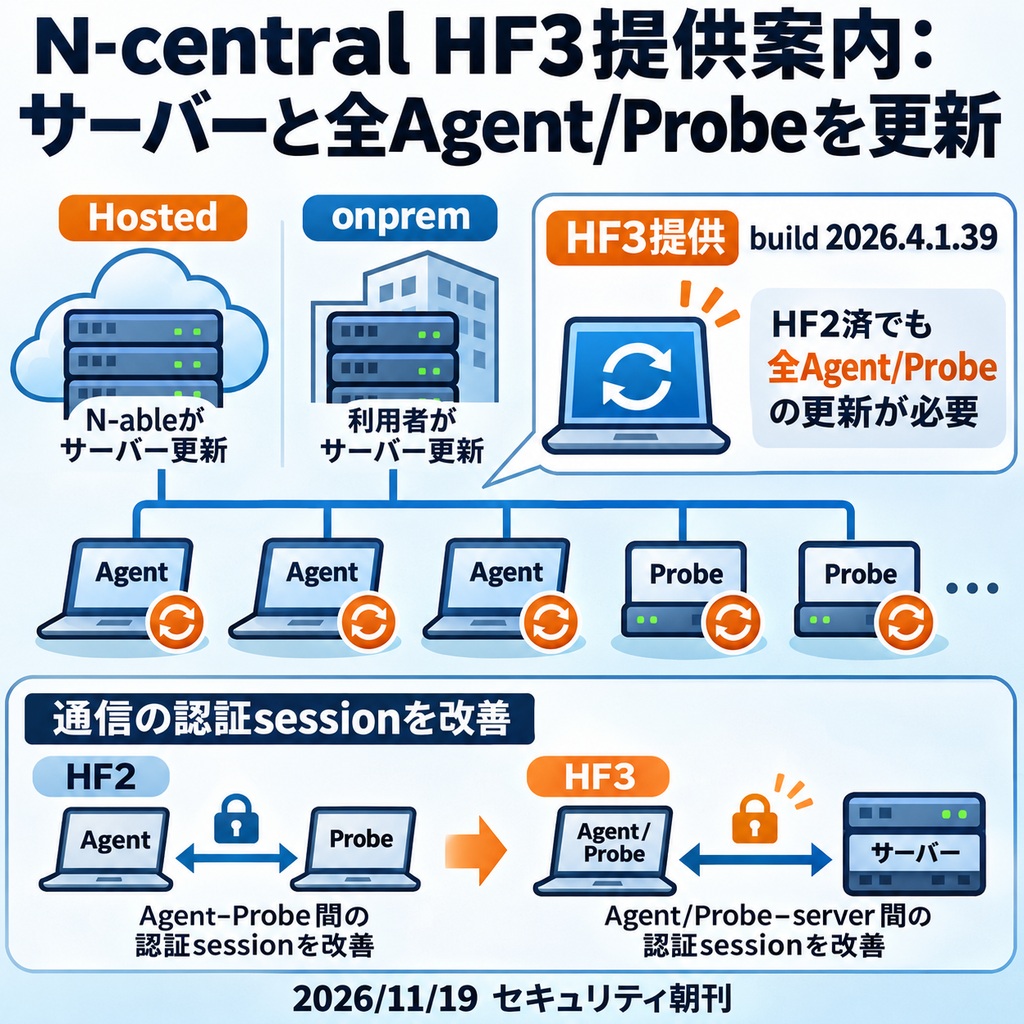 N-central HF3提供案内:
サーバーと全Agent/Probeを更新
Hosted
onprem
N-ableが
サーバー更新
利用者が
サーバー更新
HF3提供 build 2026.4.1.39
HF2済でも
全Agent/Probe
の更新が必要
Agent
Agent
Agent
Probe
Probe
...
通信の認証sessionを改善
HF2
Agent
Probe
Agent-Probe間の
認証sessionを改善
HF3
Agent/
Probe
サーバー
Agent/Probe-server間の
認証sessionを改善
2026/11/19 セキュリティ朝刊